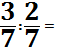 3/7 : 2/7 =